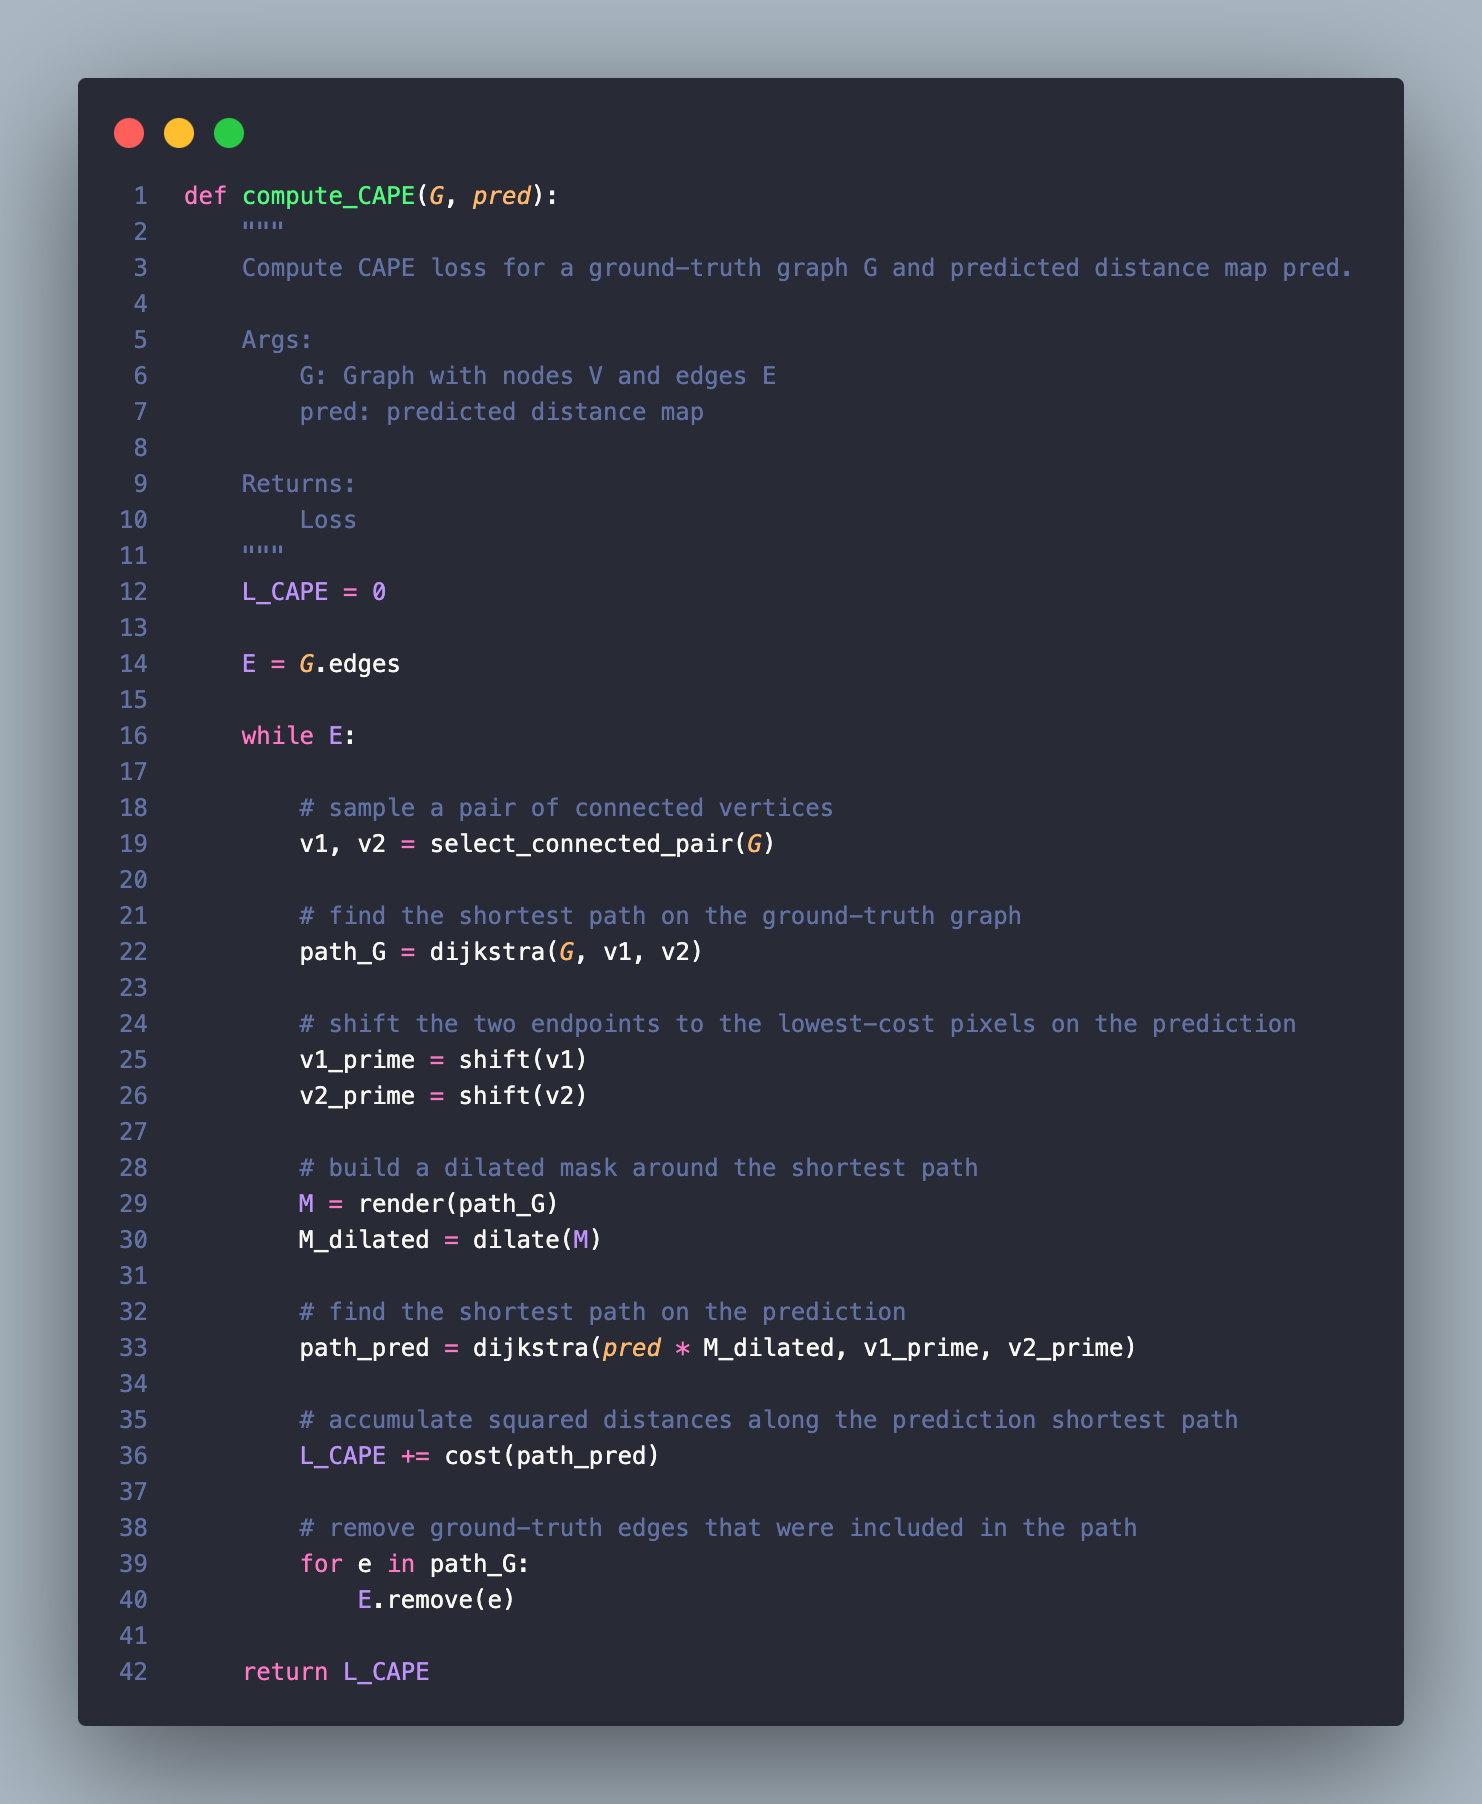 1 def compute_CAPE(G, pred):
2     """
3     Compute CAPE loss for a ground-truth graph G and predicted distance map pred.
4
5     Args:
6         G: Graph with nodes V and edges E
7         pred: predicted distance map
8
9     Returns:
10         Loss
11     """
12     L_CAPE = 0
13
14     E = G.edges
15
16     while E:
17
18         # sample a pair of connected vertices
19         v1, v2 = select_connected_pair(G)
20
21         # find the shortest path on the ground-truth graph
22         path_G = dijkstra(G, v1, v2)
23
24         # shift the two endpoints to the lowest-cost pixels on the prediction
25         v1_prime = shift(v1)
26         v2_prime = shift(v2)
27
28         # build a dilated mask around the shortest path
29         M = render(path_G)
30         M_dilated = dilate(M)
31
32         # find the shortest path on the prediction
33         path_pred = dijkstra(pred * M_dilated, v1_prime, v2_prime)
34
35         # accumulate squared distances along the prediction shortest path
36         L_CAPE += cost(path_pred)
37
38         # remove ground-truth edges that were included in the path
39         for e in path_G:
40             E.remove(e)
41
42     return L_CAPE